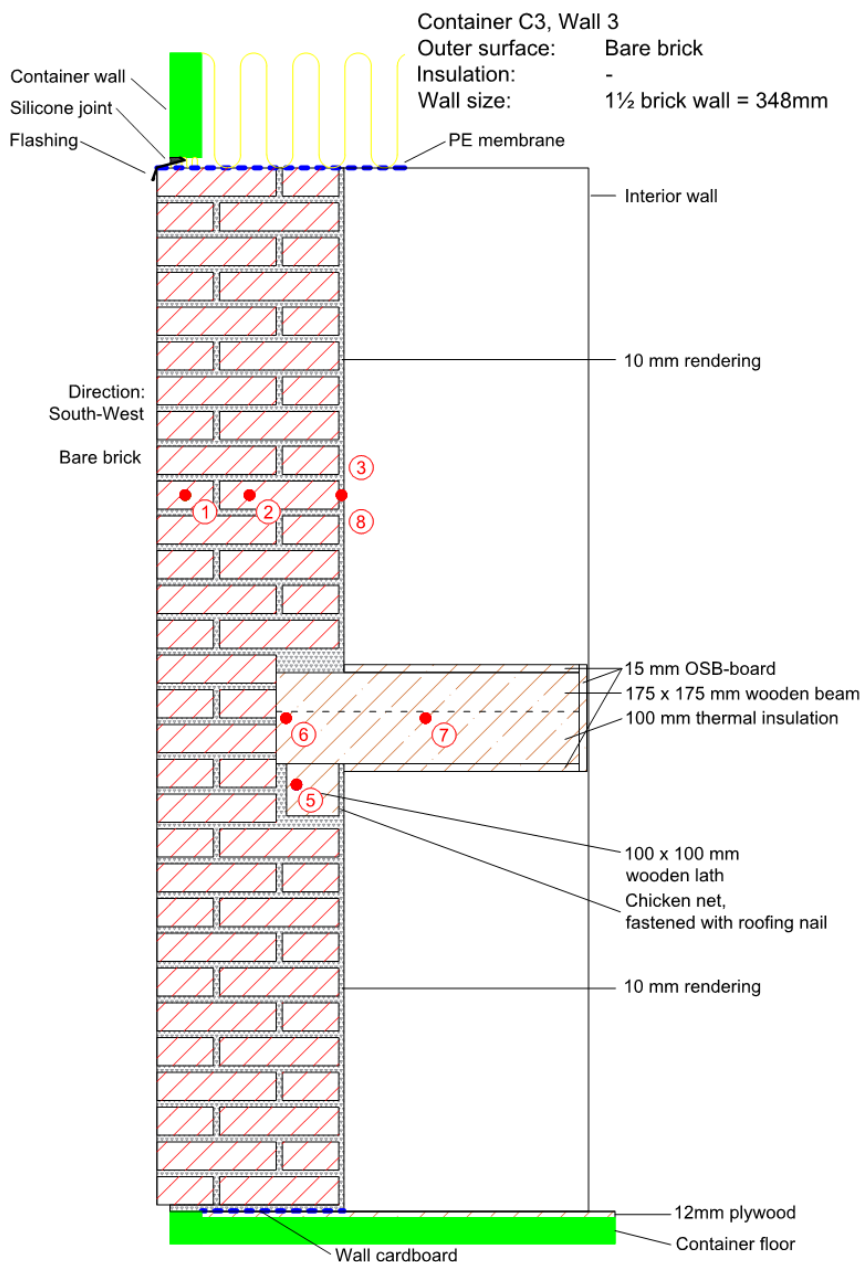 Container C3, Wall 3
Outer surface: Bare brick
Insulation: -
Wall size: 1½ brick wall = 348mm
Container wall
Silicone joint
Flashing
PE membrane
Interior wall
10 mm rendering
Direction:
South-West
Bare brick
3
1
2
8
15 mm OSB-board
175 x 175 mm wooden beam
100 mm thermal insulation
6
7
5
100 x 100 mm
wooden lath
Chicken net,
fastened with roofing nail
10 mm rendering
12mm plywood
Container floor
Wall cardboard